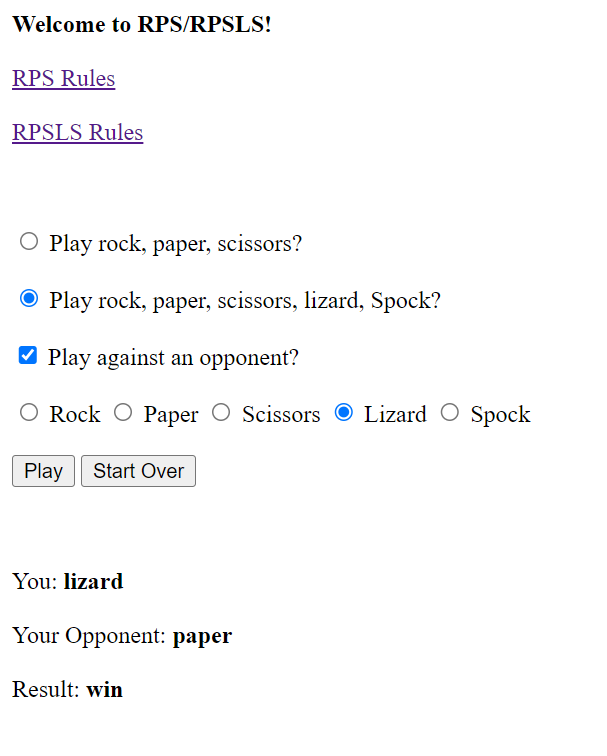 Welcome to RPS/RPSLS!
RPS Rules
RPSLS Rules
Play rock, paper, scissors?
Play rock, paper, scissors, lizard, Spock?
Play against an opponent?
Rock Paper Scissors Lizard Spock
Play Start Over
You: lizard
Your Opponent: paper
Result: win